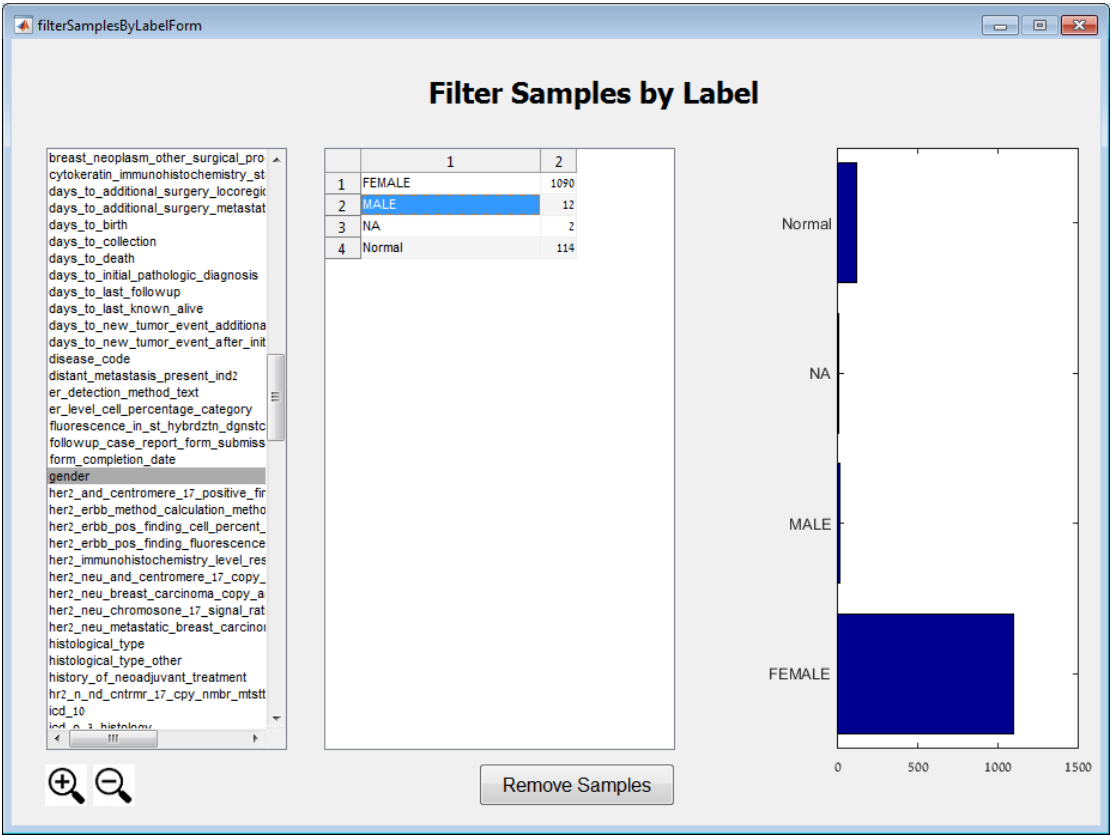 filterSamplesByLabelForm
Filter Samples by Label
breast_neoplasm_other_surgical_pro
cytokeratin_immunohistochemistry_st
days_to_additional_surgery_locoregic
days_to_additional_surgery_metastat
days_to_birth
days_to_collection
days_to_death
days_to_initial_pathologic_diagnosis
days_to_last_followup
days_to_last_known_alive
days_to_new_tumor_event_additiona
days_to_new_tumor_event_after_init
disease_code
distant_metastasis_present_ind2
er_detection_method_text
er_level_cell_percentage_category
fluorescence_in_st_hybrdztn_dgnstc
followup_case_report_form_submiss
form_completion_date
gender
her2_and_centromere_17_positive_fir
her2_erbb_method_calculation_metho
her2_erbb_pos_finding_cell_percent_
her2_erbb_pos_finding_fluorescence
her2_immunohistochemistry_level_res
her2_neu_and_centromere_17_copy_
her2_neu_breast_carcinoma_copy_a
her2_neu_chromosone_17_signal_rat
her2_neu_metastatic_breast_carcinor
histological_type
histological_type_other
history_of_neoadjuvant_treatment
hr2_n_nd_cntrmr_17_cpy_nmbr_mtstt
icd_10
icd_o_3_histology
1 2
1 FEMALE 1090
2 MALE 12
3 NA 2
4 Normal 114
Remove Samples
Normal
NA
MALE
FEMALE
0 500 1000 1500